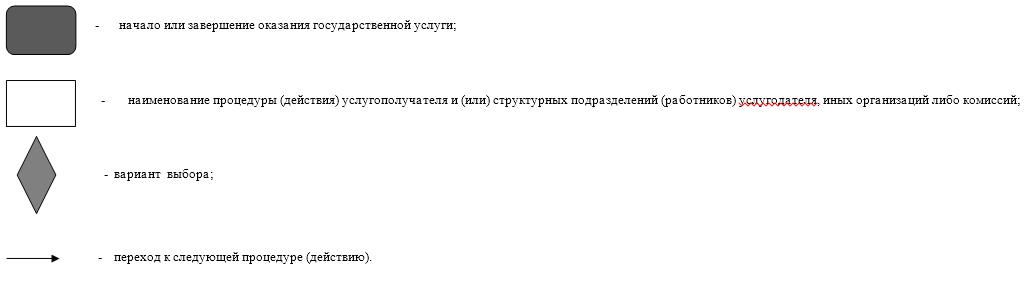 - начало или завершение оказания государственной услуги;
- наименование процедуры (действия) услугополучателя и (или) структурных подразделений (работников) услугодателя, иных организаций либо комиссий;
- вариант выбора;
- переход к следующей процедуре (действию).